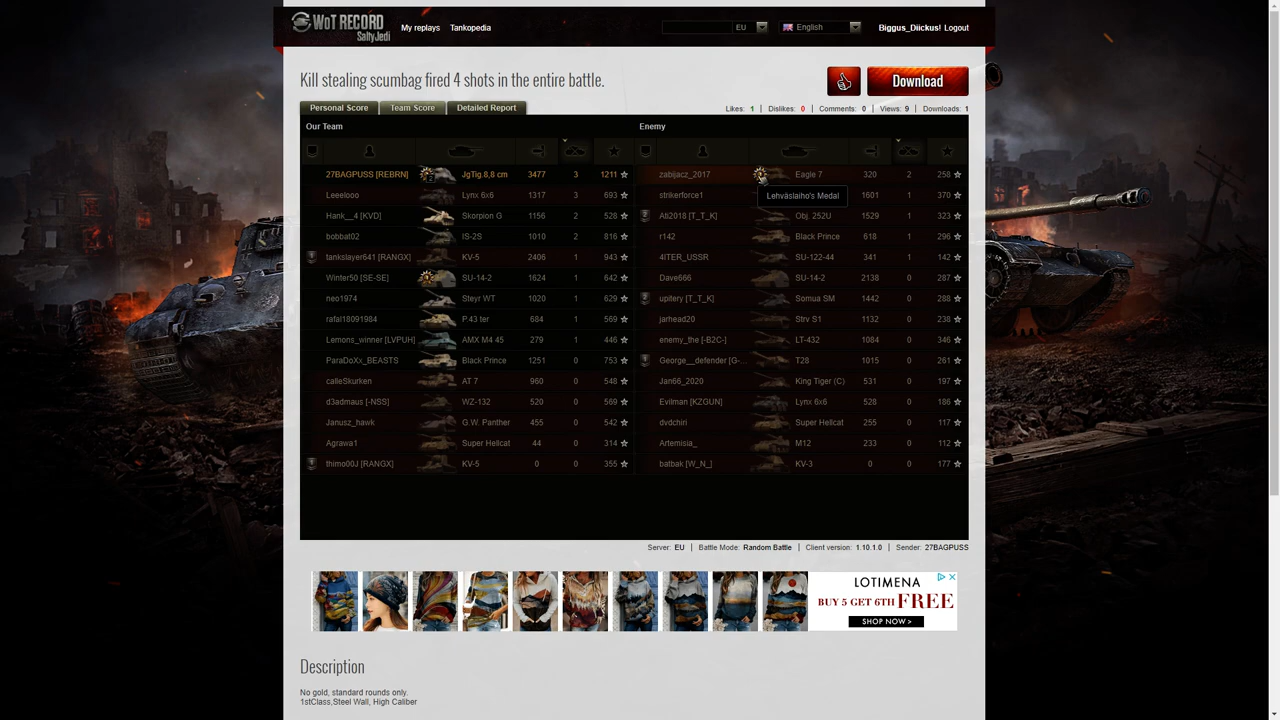 WoT RECORD
SaltyJedi
My replays
Tankopedia
EU
English
Biggus_Diickus! Logout
Kill stealing scumbag fired 4 shots in the entire battle.
Download
Personal Score
Team Score
Detailed Report
Likes: 1 | Dislikes: 0 | Comments: 0 | Views: 9 | Downloads: 1
Our Team
27BAGPUSS [REBRN] JgTig.8,8 cm 3477 3 1211
Leeelooo Lynx 6x6 1317 3 693
Hank__4 [KVD] Skorpion G 1156 2 528
bobbat02 IS-2S 1010 2 816
tankslayer641 [RANGX] KV-5 2406 1 943
Winter50 [SE-SE] SU-14-2 1624 1 642
neo1974 Steyr WT 1020 1 629
rafal18091984 P.43 ter 684 1 569
Lemons_winner [LVPUH] AMX M4 45 279 1 446
ParaDoXx_BEASTS Black Prince 1251 0 753
calleSkurken AT 7 960 0 548
d3admaus [-NSS] WZ-132 520 0 569
Janusz_hawk G.W. Panther 455 0 542
Agrawa1 Super Hellcat 44 0 314
thimo00J [RANGX] KV-5 0 0 355
Enemy
zabijacz_2017 Eagle 7 320 2 258
Lehväslaiho's Medal
strikerforce1 1601 1 370
Ati2018 [T_T_K] Obj. 252U 1529 1 323
r142 Black Prince 618 1 296
4ITER_USSR SU-122-44 341 1 142
Dave666 SU-14-2 2138 0 287
upitery [T_T_K] Somua SM 1442 0 288
jarhead20 Strv S1 1132 0 238
enemy_the [-B2C-] LT-432 1084 0 346
George__defender [G-... T28 1015 0 261
Jan66_2020 King Tiger (C) 531 0 197
Evilman [KZGUN] Lynx 6x6 528 0 186
dvdchiri Super Hellcat 255 0 117
Artemisia_ M12 233 0 112
batbak [W_N_] KV-3 0 0 177
Server: EU | Battle Mode: Random Battle | Client version: 1.10.1.0 | Sender: 27BAGPUSS
LOTIMENA
BUY 5 GET 6TH FREE
SHOP NOW >
Description
No gold, standard rounds only.
1stClass,Steel Wall, High Caliber